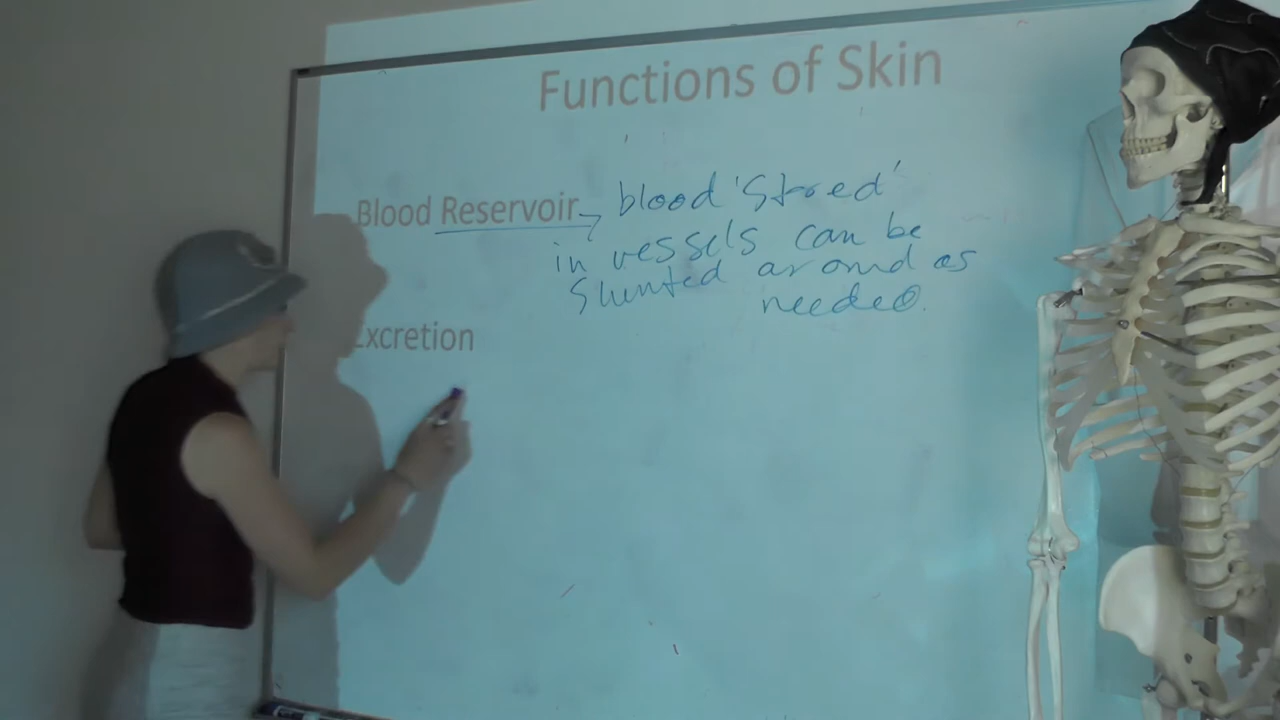 Functions of Skin
Blood Reservoir → blood 'Stored'
in vessels can be
Shunted around as
needed.
Excretion